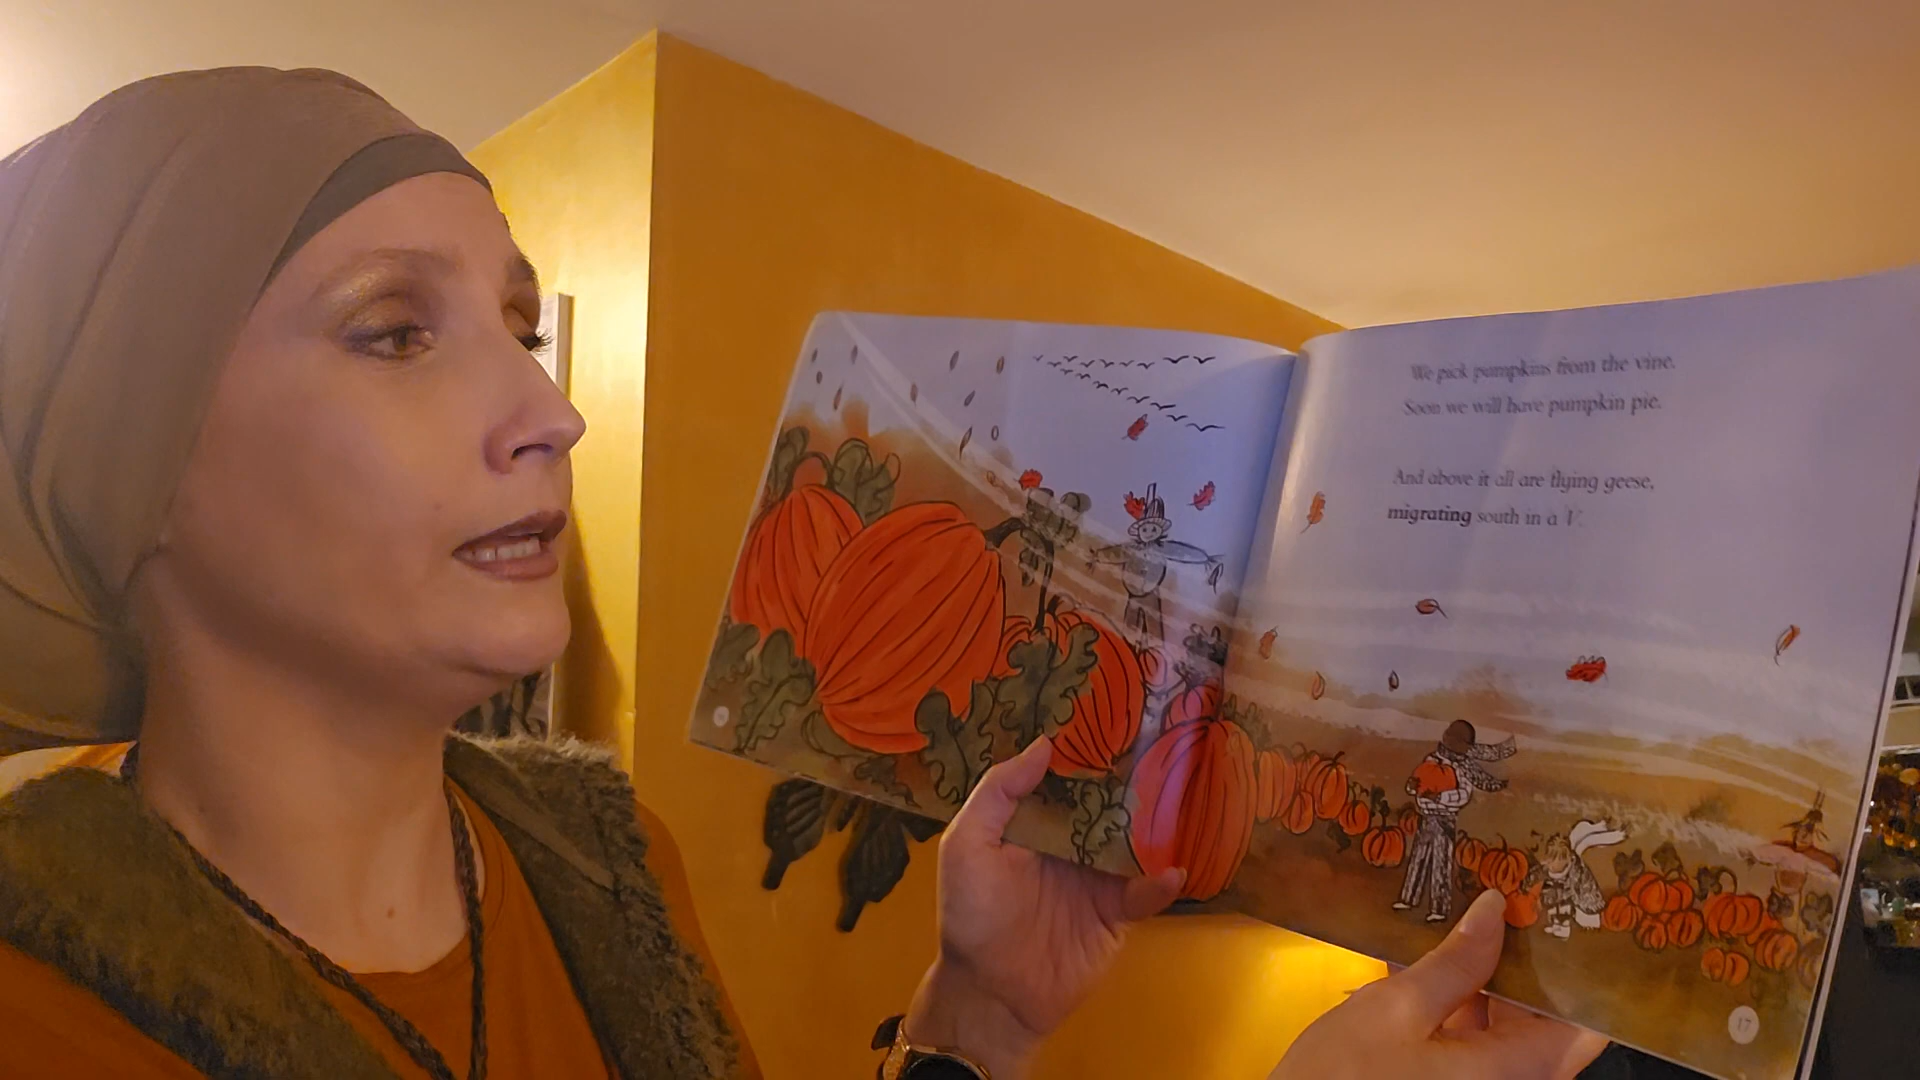 We pick pumpkins from the vine.
Soon we will have pumpkin pie.
And above it all are flying geese,
migrating south in a V.
17